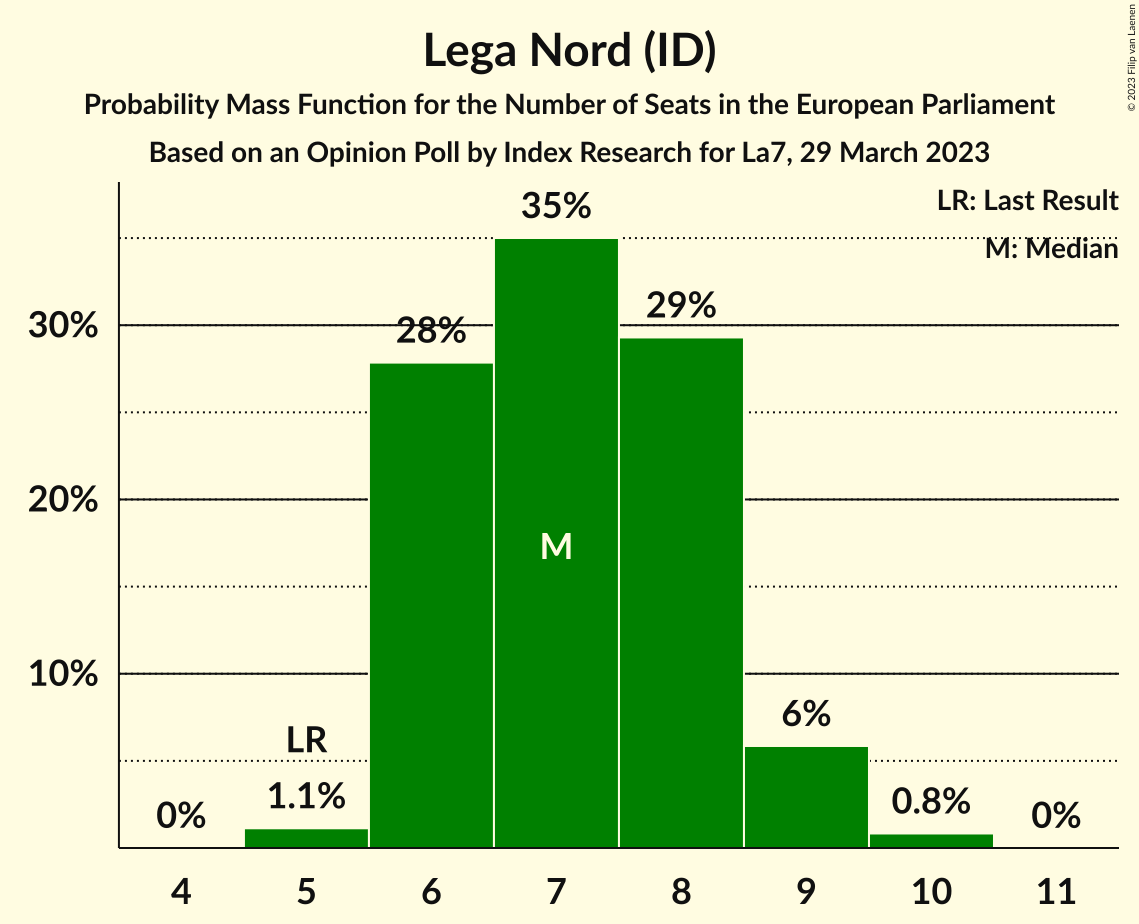 Lega Nord (ID)
Probability Mass Function for the Number of Seats in the European Parliament
Based on an Opinion Poll by Index Research for La7, 29 March 2023
© 2023 Filip van Laenen
LR: Last Result
M: Median
35%
29%
28%
30%
20%
M
10%
6%
LR
1.1%
0.8%
0%
0%
4 5 6 7 8 9 10 11